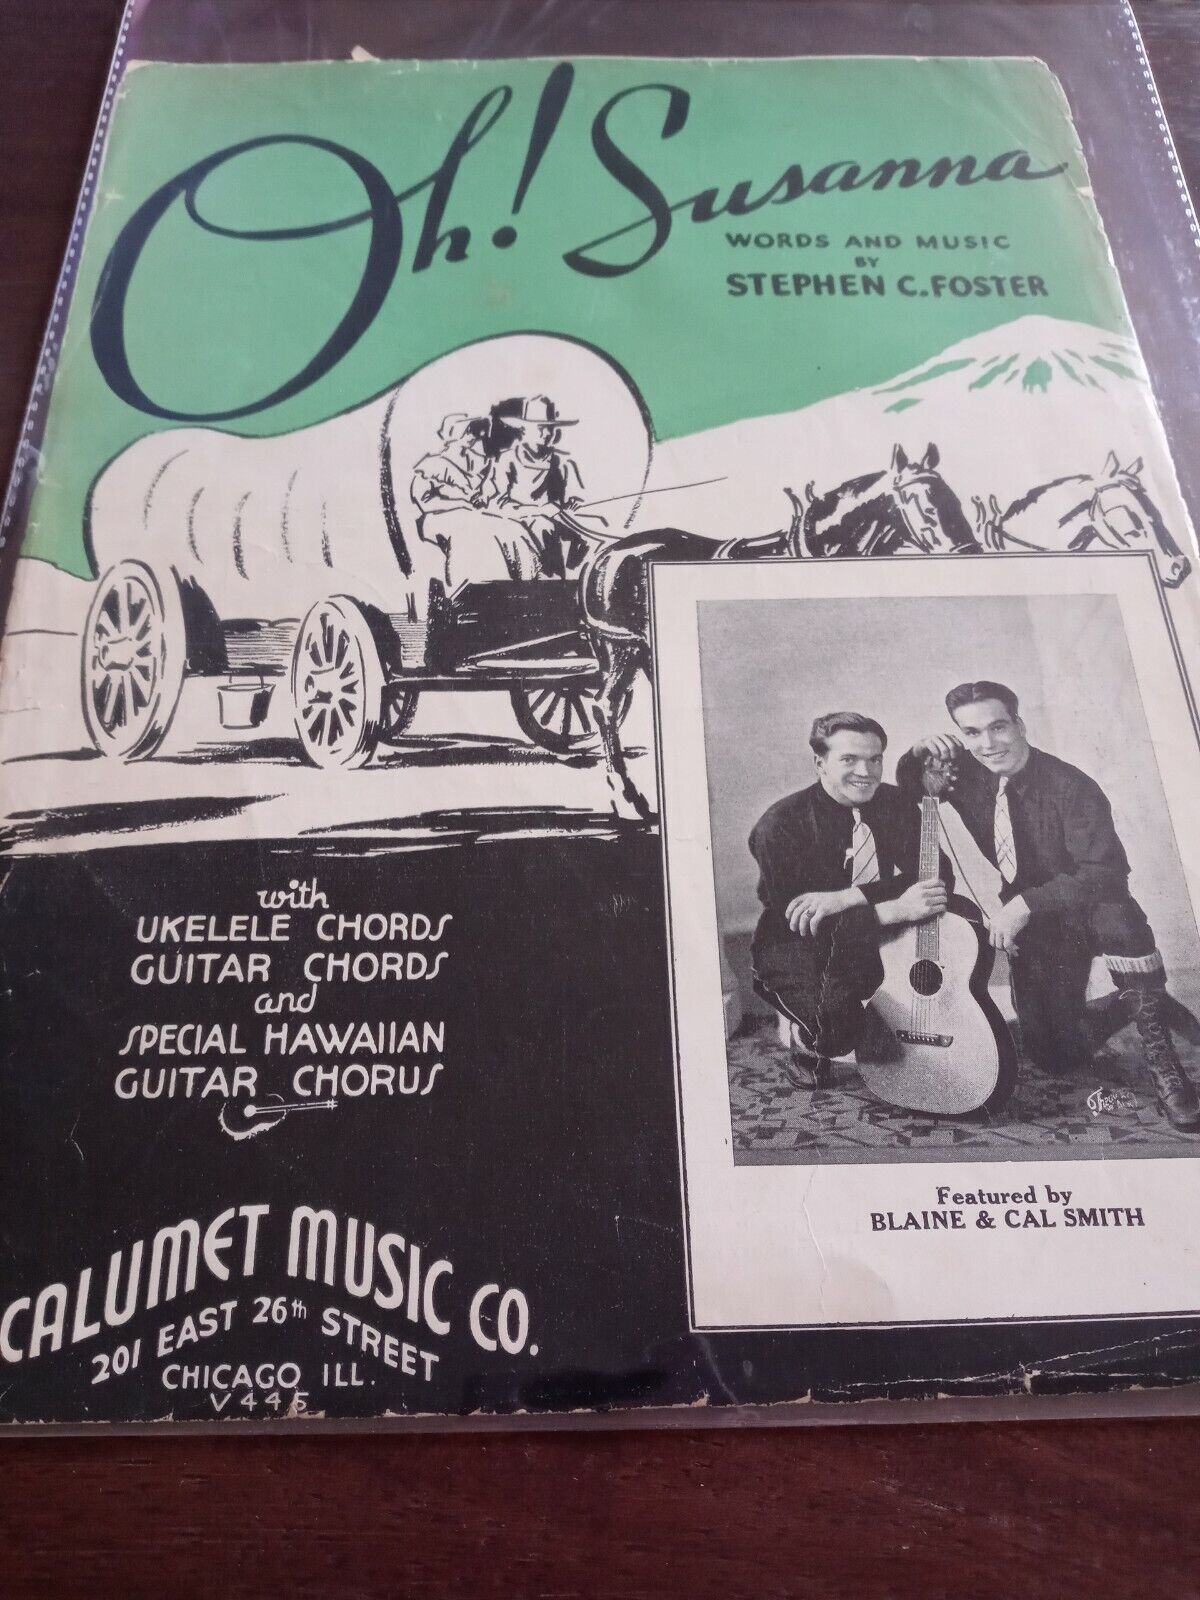 Oh! Susanna
WORDS AND MUSIC
BY
STEPHEN C. FOSTER
with
UKELELE CHORDS
GUITAR CHORDS
and
SPECIAL HAWAIIAN
GUITAR CHORUS
Featured by
BLAINE & CAL SMITH
CALUMET MUSIC CO.
201 EAST 26th STREET
CHICAGO ILL.
V445